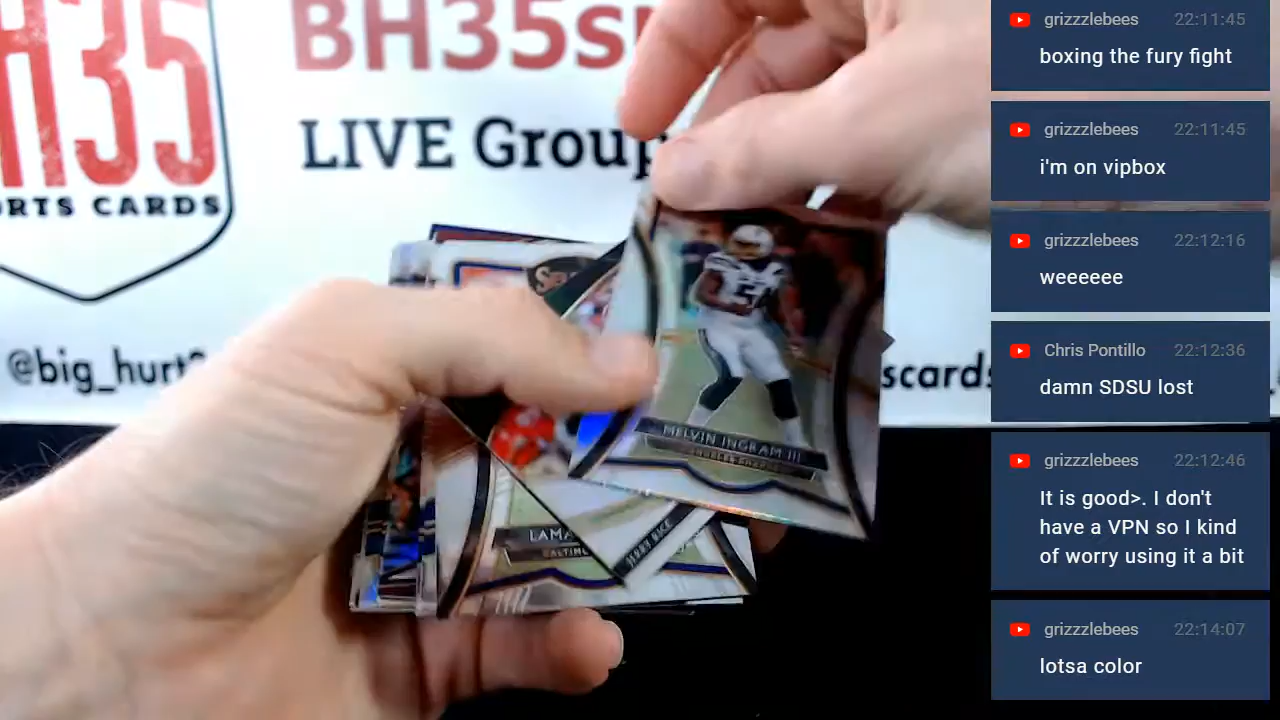 H35
ORTS CARDS
BH35s
LIVE Group
@big_hurt
scards
MELVIN INGRAM III
LAMA
BALTIM
JERRY RICE
grizzzlebees 22:11:45
boxing the fury fight
grizzzlebees 22:11:45
i'm on vipbox
grizzzlebees 22:12:16
weeeeee
Chris Pontillo 22:12:36
damn SDSU lost
grizzzlebees 22:12:46
It is good>. I don't
have a VPN so I kind
of worry using it a bit
grizzzlebees 22:14:07
lotsa color